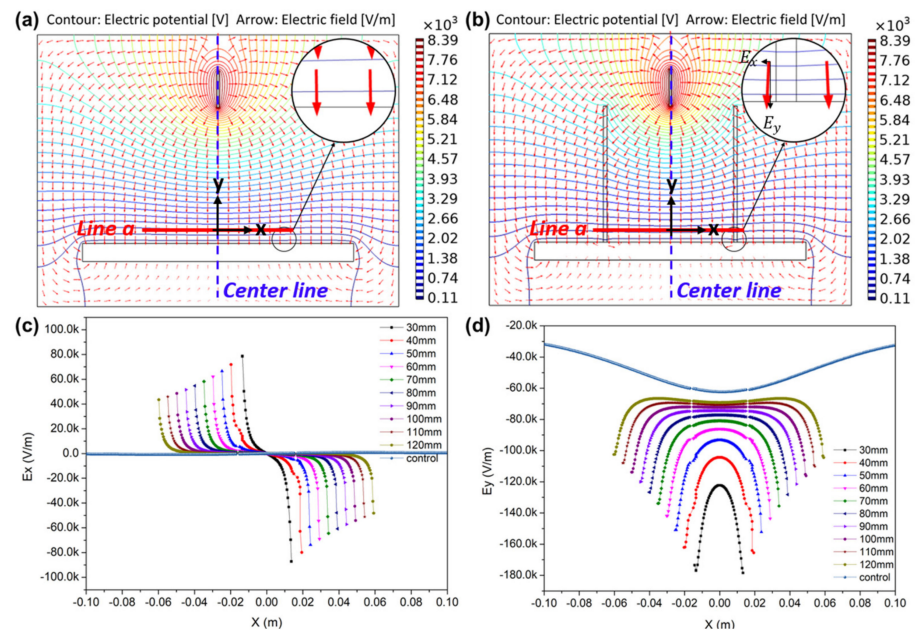 (a) Contour: Electric potential [V] Arrow: Electric field [V/m]
×10³
8.39
7.76
7.12
6.48
5.85
5.21
4.57
3.93
3.29
2.66
2.02
1.38
0.74
0.11
y
x
Line a
Center line
(b) Contour: Electric potential [V] Arrow: Electric field [V/m]
×10³
8.39
7.76
7.12
6.48
5.85
5.21
4.57
3.93
3.29
2.66
2.02
1.38
0.74
0.11
Ex
Ey
y
x
Line a
Center line
(c)
100.0k
80.0k
60.0k
40.0k
20.0k
0.0
-20.0k
-40.0k
-60.0k
-80.0k
-100.0k
Ex (V/m)
30mm
40mm
50mm
60mm
70mm
80mm
90mm
100mm
110mm
120mm
control
-0.10 -0.08 -0.06 -0.04 -0.02 0.00 0.02 0.04 0.06 0.08 0.10
X (m)
(d)
-20.0k
-40.0k
-60.0k
-80.0k
-100.0k
-120.0k
-140.0k
-160.0k
-180.0k
Ey (V/m)
30mm
40mm
50mm
60mm
70mm
80mm
90mm
100mm
110mm
120mm
control
-0.10 -0.08 -0.06 -0.04 -0.02 0.00 0.02 0.04 0.06 0.08 0.10
X (m)